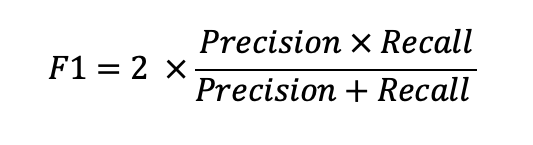 F1 = 2 × Precision × Recall / Precision + Recall